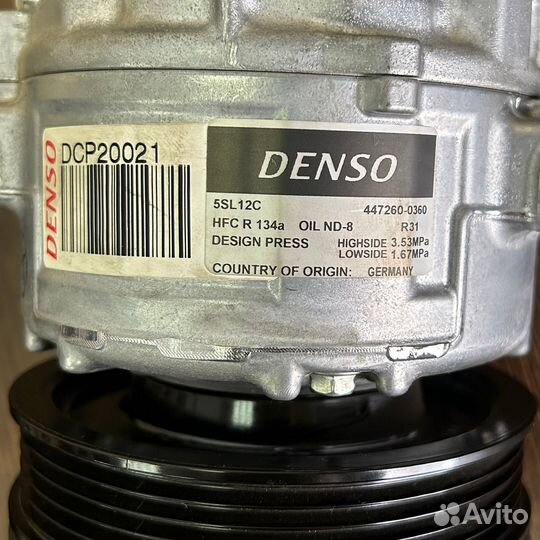 DENSO
DCP20021
DENSO
5SL12C 447260-0360
HFC R 134a OIL ND-8 R31
DESIGN PRESS HIGHSIDE 3.53MPa
LOWSIDE 1.67MPa
COUNTRY OF ORIGIN: GERMANY
Avito